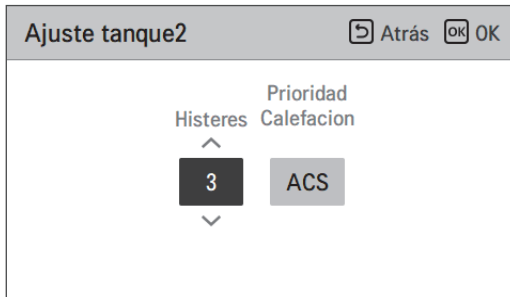 Ajuste tanque2 Atrás OK OK
Prioridad
Histeres Calefacion
3 ACS